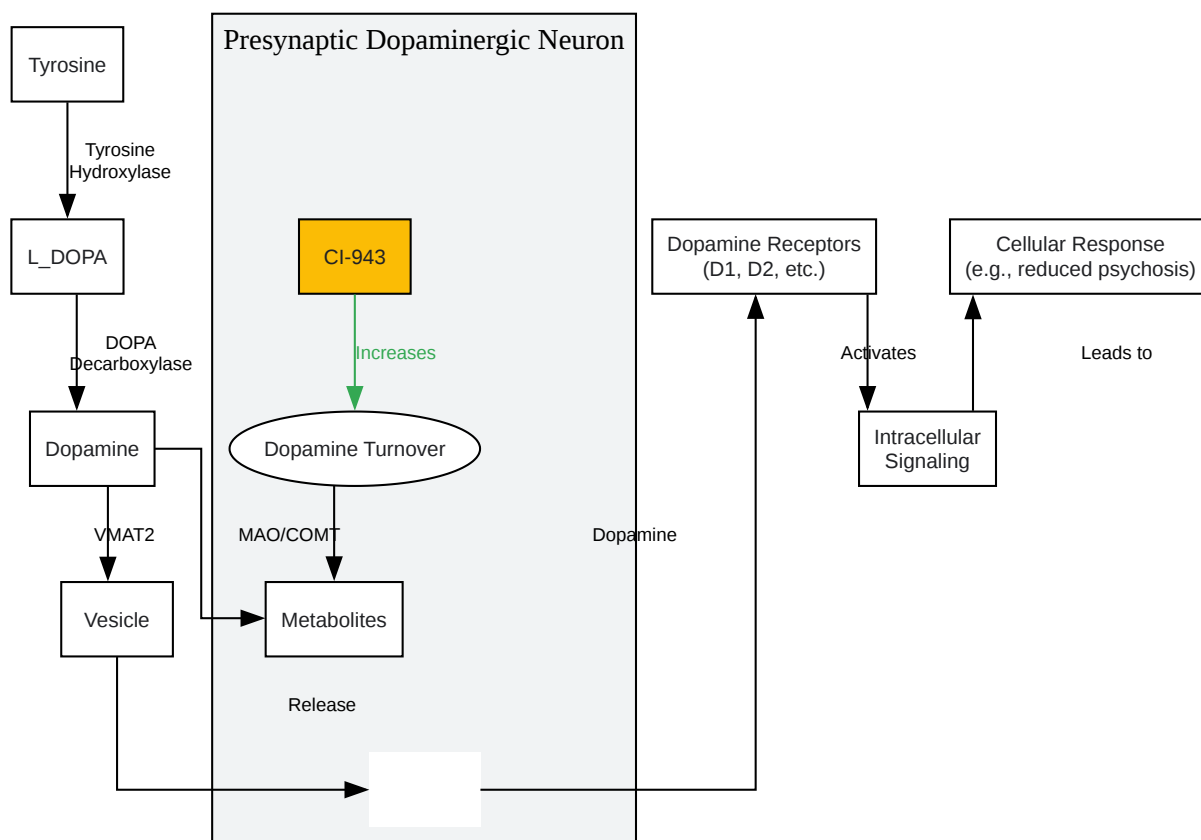 Presynaptic Dopaminergic Neuron
Tyrosine
Tyrosine
Hydroxylase
L_DOPA
CI-943
Dopamine Receptors
(D1, D2, etc.)
Cellular Response
(e.g., reduced psychosis)
DOPA
Decarboxylase
Increases
Activates
Leads to
Dopamine
Dopamine Turnover
Intracellular
Signaling
VMAT2
MAO/COMT
Dopamine
Vesicle
Metabolites
Release